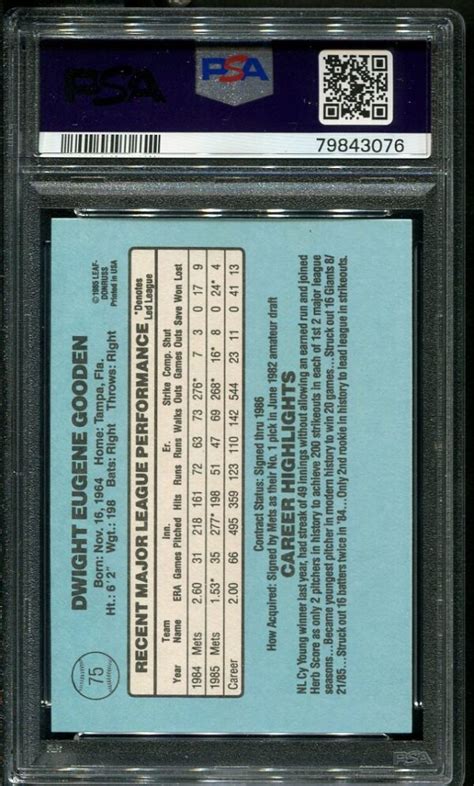 PSA
PSA
79843076
75
© 1985 LEAF-
DONRUSS
Printed in USA
DWIGHT EUGENE GOODEN
Born: Nov. 16, 1964 Home: Tampa, Fla.
Ht.: 6' 2" Wgt.: 198 Bats: Right Throws: Right
RECENT MAJOR LEAGUE PERFORMANCE
*Denotes
Led League
Team Inn. Er. Strike Comp. Shut
Year Name ERA Games Pitched Hits Runs Runs Walks Outs Games Outs Save Won Lost
1984 Mets 2.60 31 218 161 72 63 73 276* 7 3 0 17 9
1985 Mets 1.53* 35 277* 198 51 47 69 268* 16* 8 0 24* 4
Career 2.00 66 495 359 123 110 142 544 23 11 0 41 13
Contract Status: Signed thru 1986
How Acquired: Signed by Mets as their No. 1 pick in June 1982 amateur draft
CAREER HIGHLIGHTS
NL Cy Young winner last year, had streak of 49 innings without allowing an earned run and joined
Herb Score as only 2 pitchers in history to achieve 200 strikeouts in each of 1st 2 major league
seasons...Became youngest pitcher in modern history to win 20 games...Struck out 16 Giants 8/
21/85...Struck out 16 batters twice in '84...Only 2nd rookie in history to lead league in strikeouts.
PSA